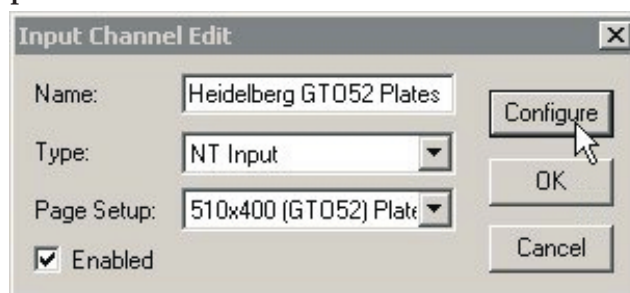 Input Channel Edit
Name: Heidelberg GTO52 Plates
Configure
Type: NT Input
OK
Page Setup: 510x400 (GTO52) Plate
Enabled
Cancel